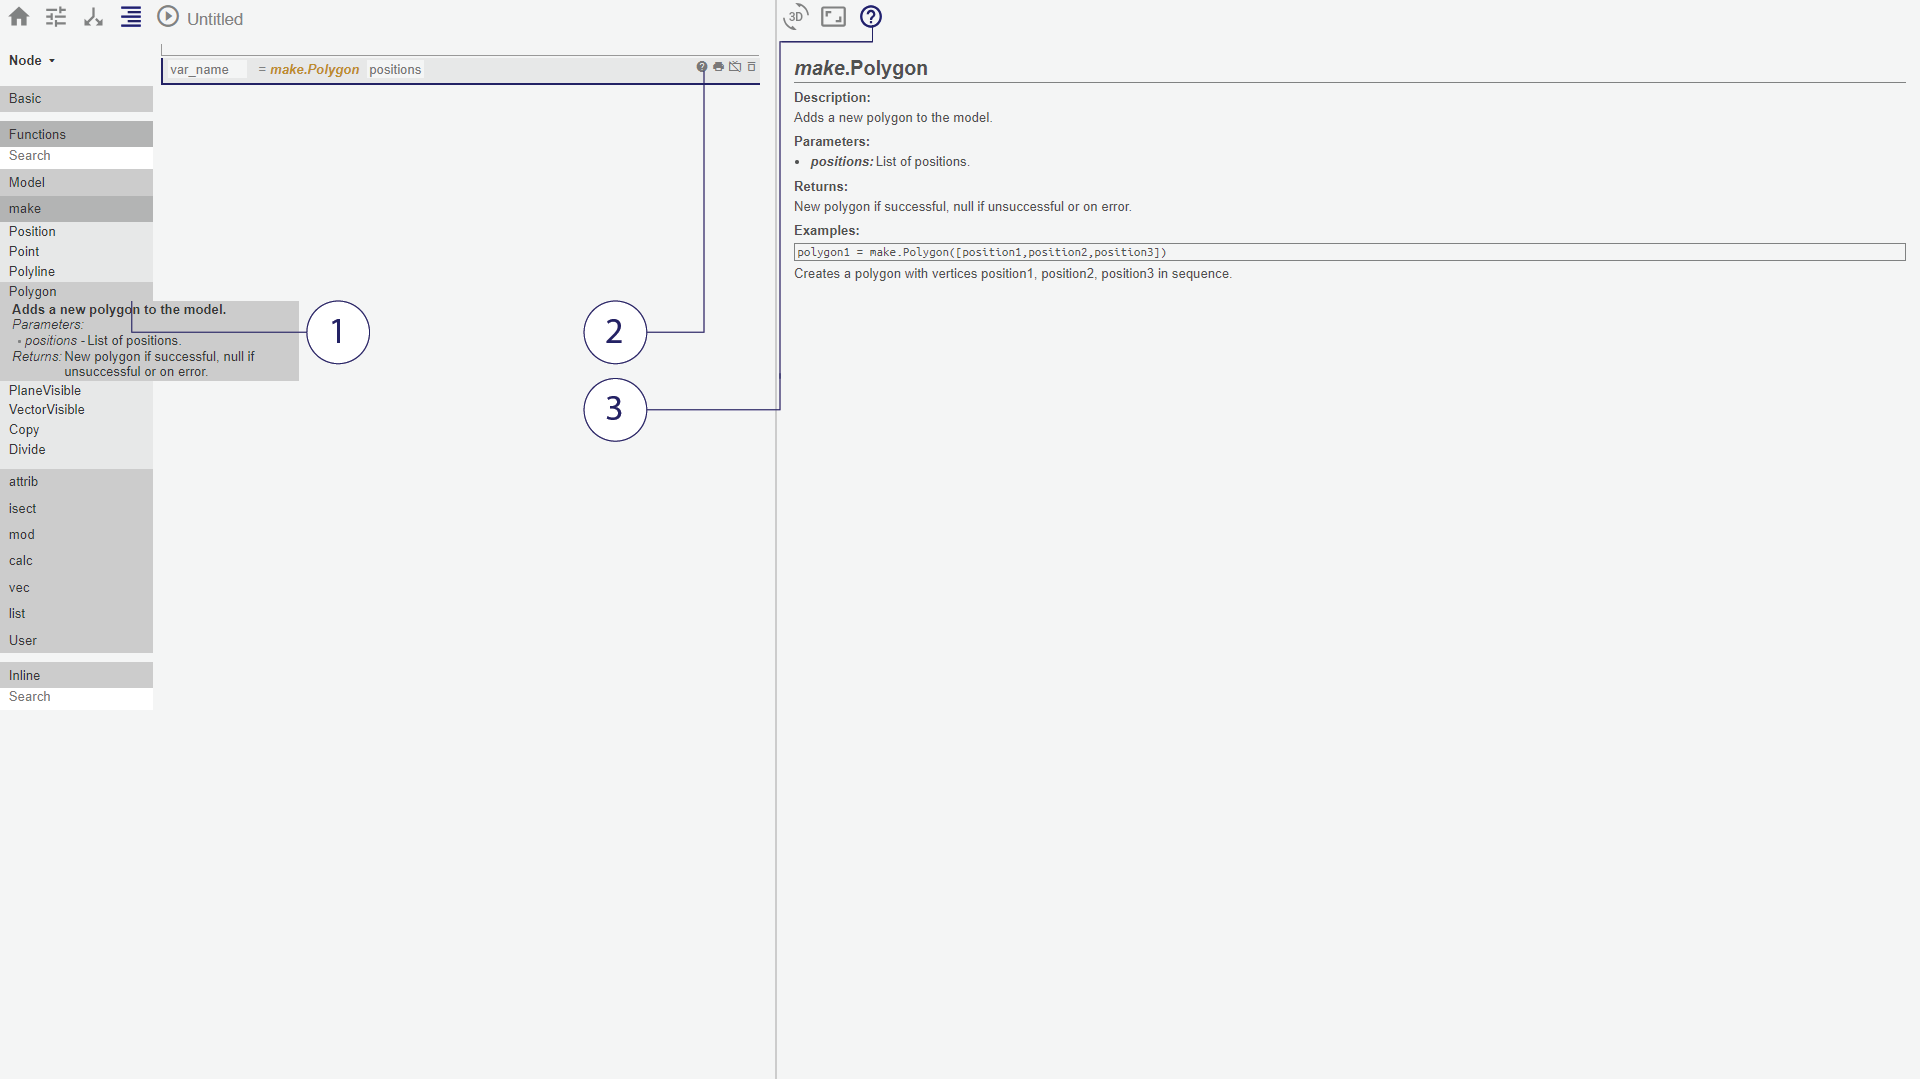 Untitled
3D
Node
Basic
Functions
Search
Model
make
Position
Point
Polyline
Polygon
Adds a new polygon to the model.
Parameters:
positions - List of positions.
Returns: New polygon if successful, null if
unsuccessful or on error.
PlaneVisible
VectorVisible
Copy
Divide
attrib
isect
mod
calc
vec
list
User
Inline
Search
var_name = make.Polygon positions
1
2
3
make.Polygon
Description:
Adds a new polygon to the model.
Parameters:
• positions: List of positions.
Returns:
New polygon if successful, null if unsuccessful or on error.
Examples:
polygon1 = make.Polygon([position1,position2,position3])
Creates a polygon with vertices position1, position2, position3 in sequence.